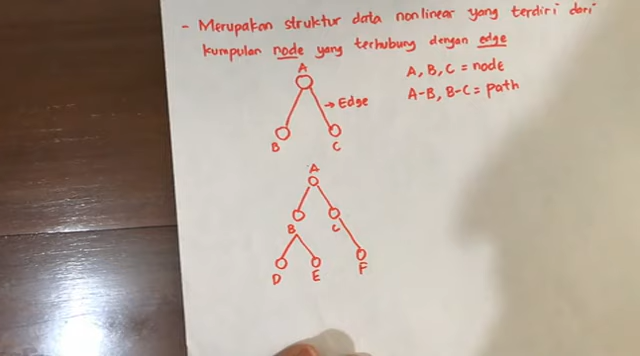 - Merupakan struktur data nonlinear yang terdiri dari
kumpulan node yang terhubung dengan edge
A
A, B, C = node
→ Edge
A-B, B-C = path
B
C
A
B
C
D
E
F